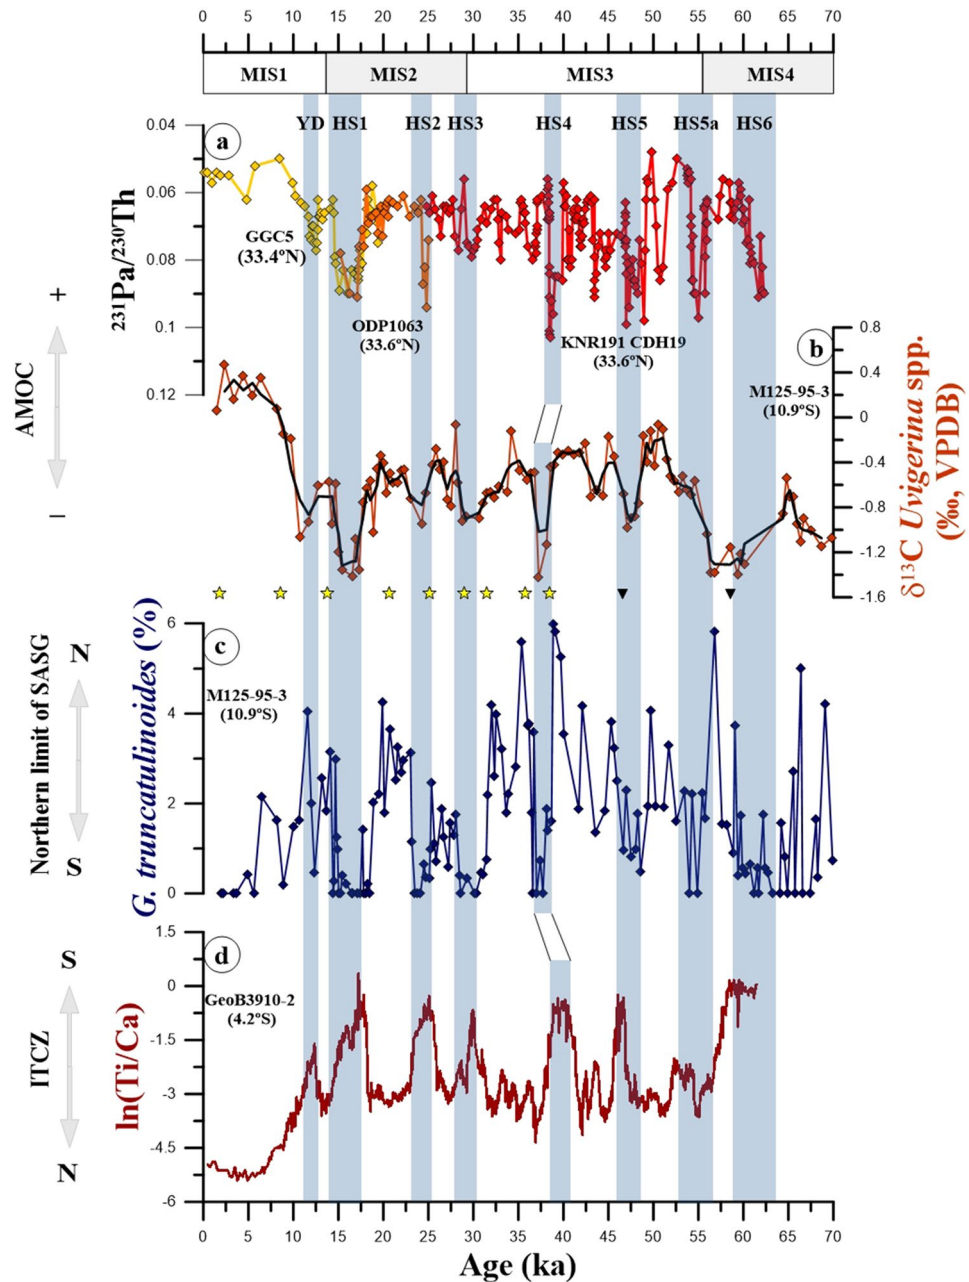 0 5 10 15 20 25 30 35 40 45 50 55 60 65 70
MIS1 MIS2 MIS3 MIS4
YD HS1 HS2 HS3 HS4 HS5 HS5a HS6
a
0.04
0.06
0.08
0.1
0.12
²³¹Pa/²³⁰Th
GGC5
(33.4ºN)
ODP1063
(33.6ºN)
KNR191 CDH19
(33.6ºN)
+
AMOC
–
b
M125-95-3
(10.9ºS)
0.8
0.4
0
-0.4
-0.8
-1.2
-1.6
δ¹³C Uvigerina spp.
(‰, VPDB)
c
M125-95-3
(10.9ºS)
6
4
2
0
G. truncatulinoides (%)
N
Northern limit of SASG
S
d
GeoB3910-2
(4.2ºS)
1.5
0
-1.5
-3
-4.5
-6
ln(Ti/Ca)
S
ITCZ
N
0 5 10 15 20 25 30 35 40 45 50 55 60 65 70
Age (ka)